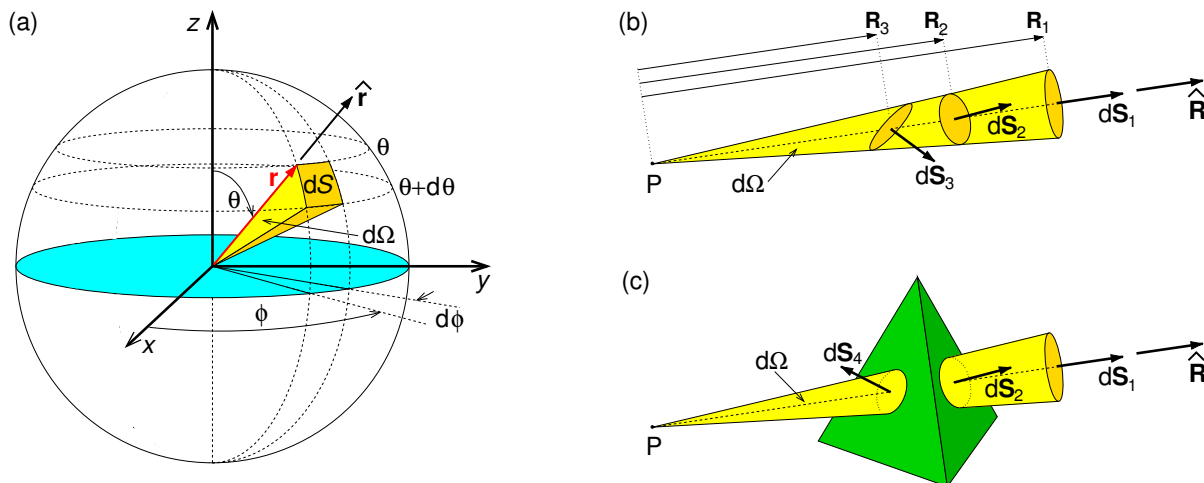 (a)
z
r̂
θ
r
dS
θ+dθ
θ
dΩ
y
dϕ
ϕ
x
(b)
R₃ R₂ R₁
dS₂ dS₁ R̂
P
dΩ
dS₃
(c)
dS₄
dΩ
dS₂ dS₁ R̂
P